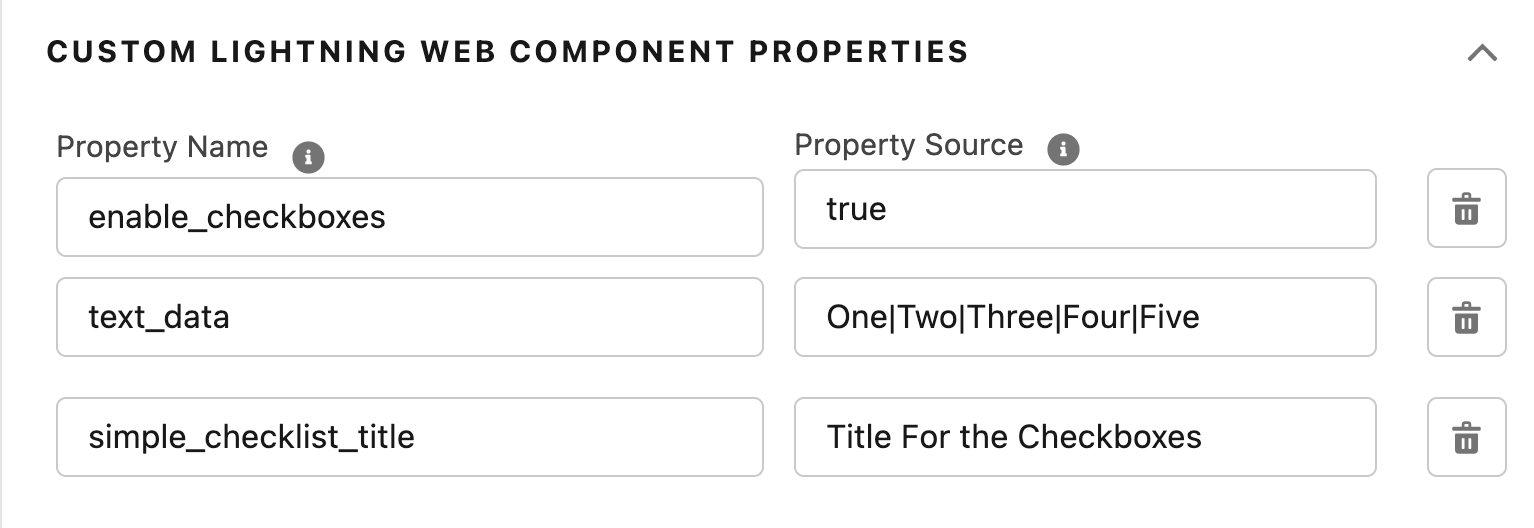 CUSTOM LIGHTNING WEB COMPONENT PROPERTIES
Property Name Property Source
enable_checkboxes true
text_data One|Two|Three|Four|Five
simple_checklist_title Title For the Checkboxes